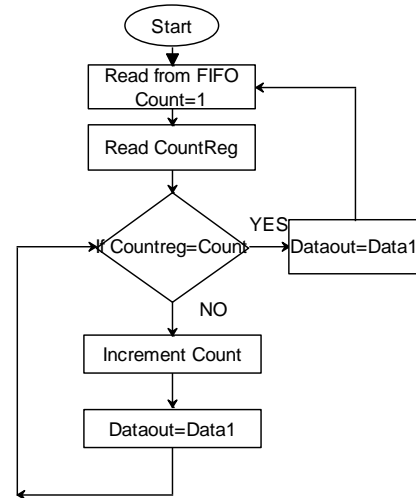 Start
Read from FIFO
Count=1
Read CountReg
If Countreg=Count
YES
Dataout=Data1
NO
Increment Count
Dataout=Data1